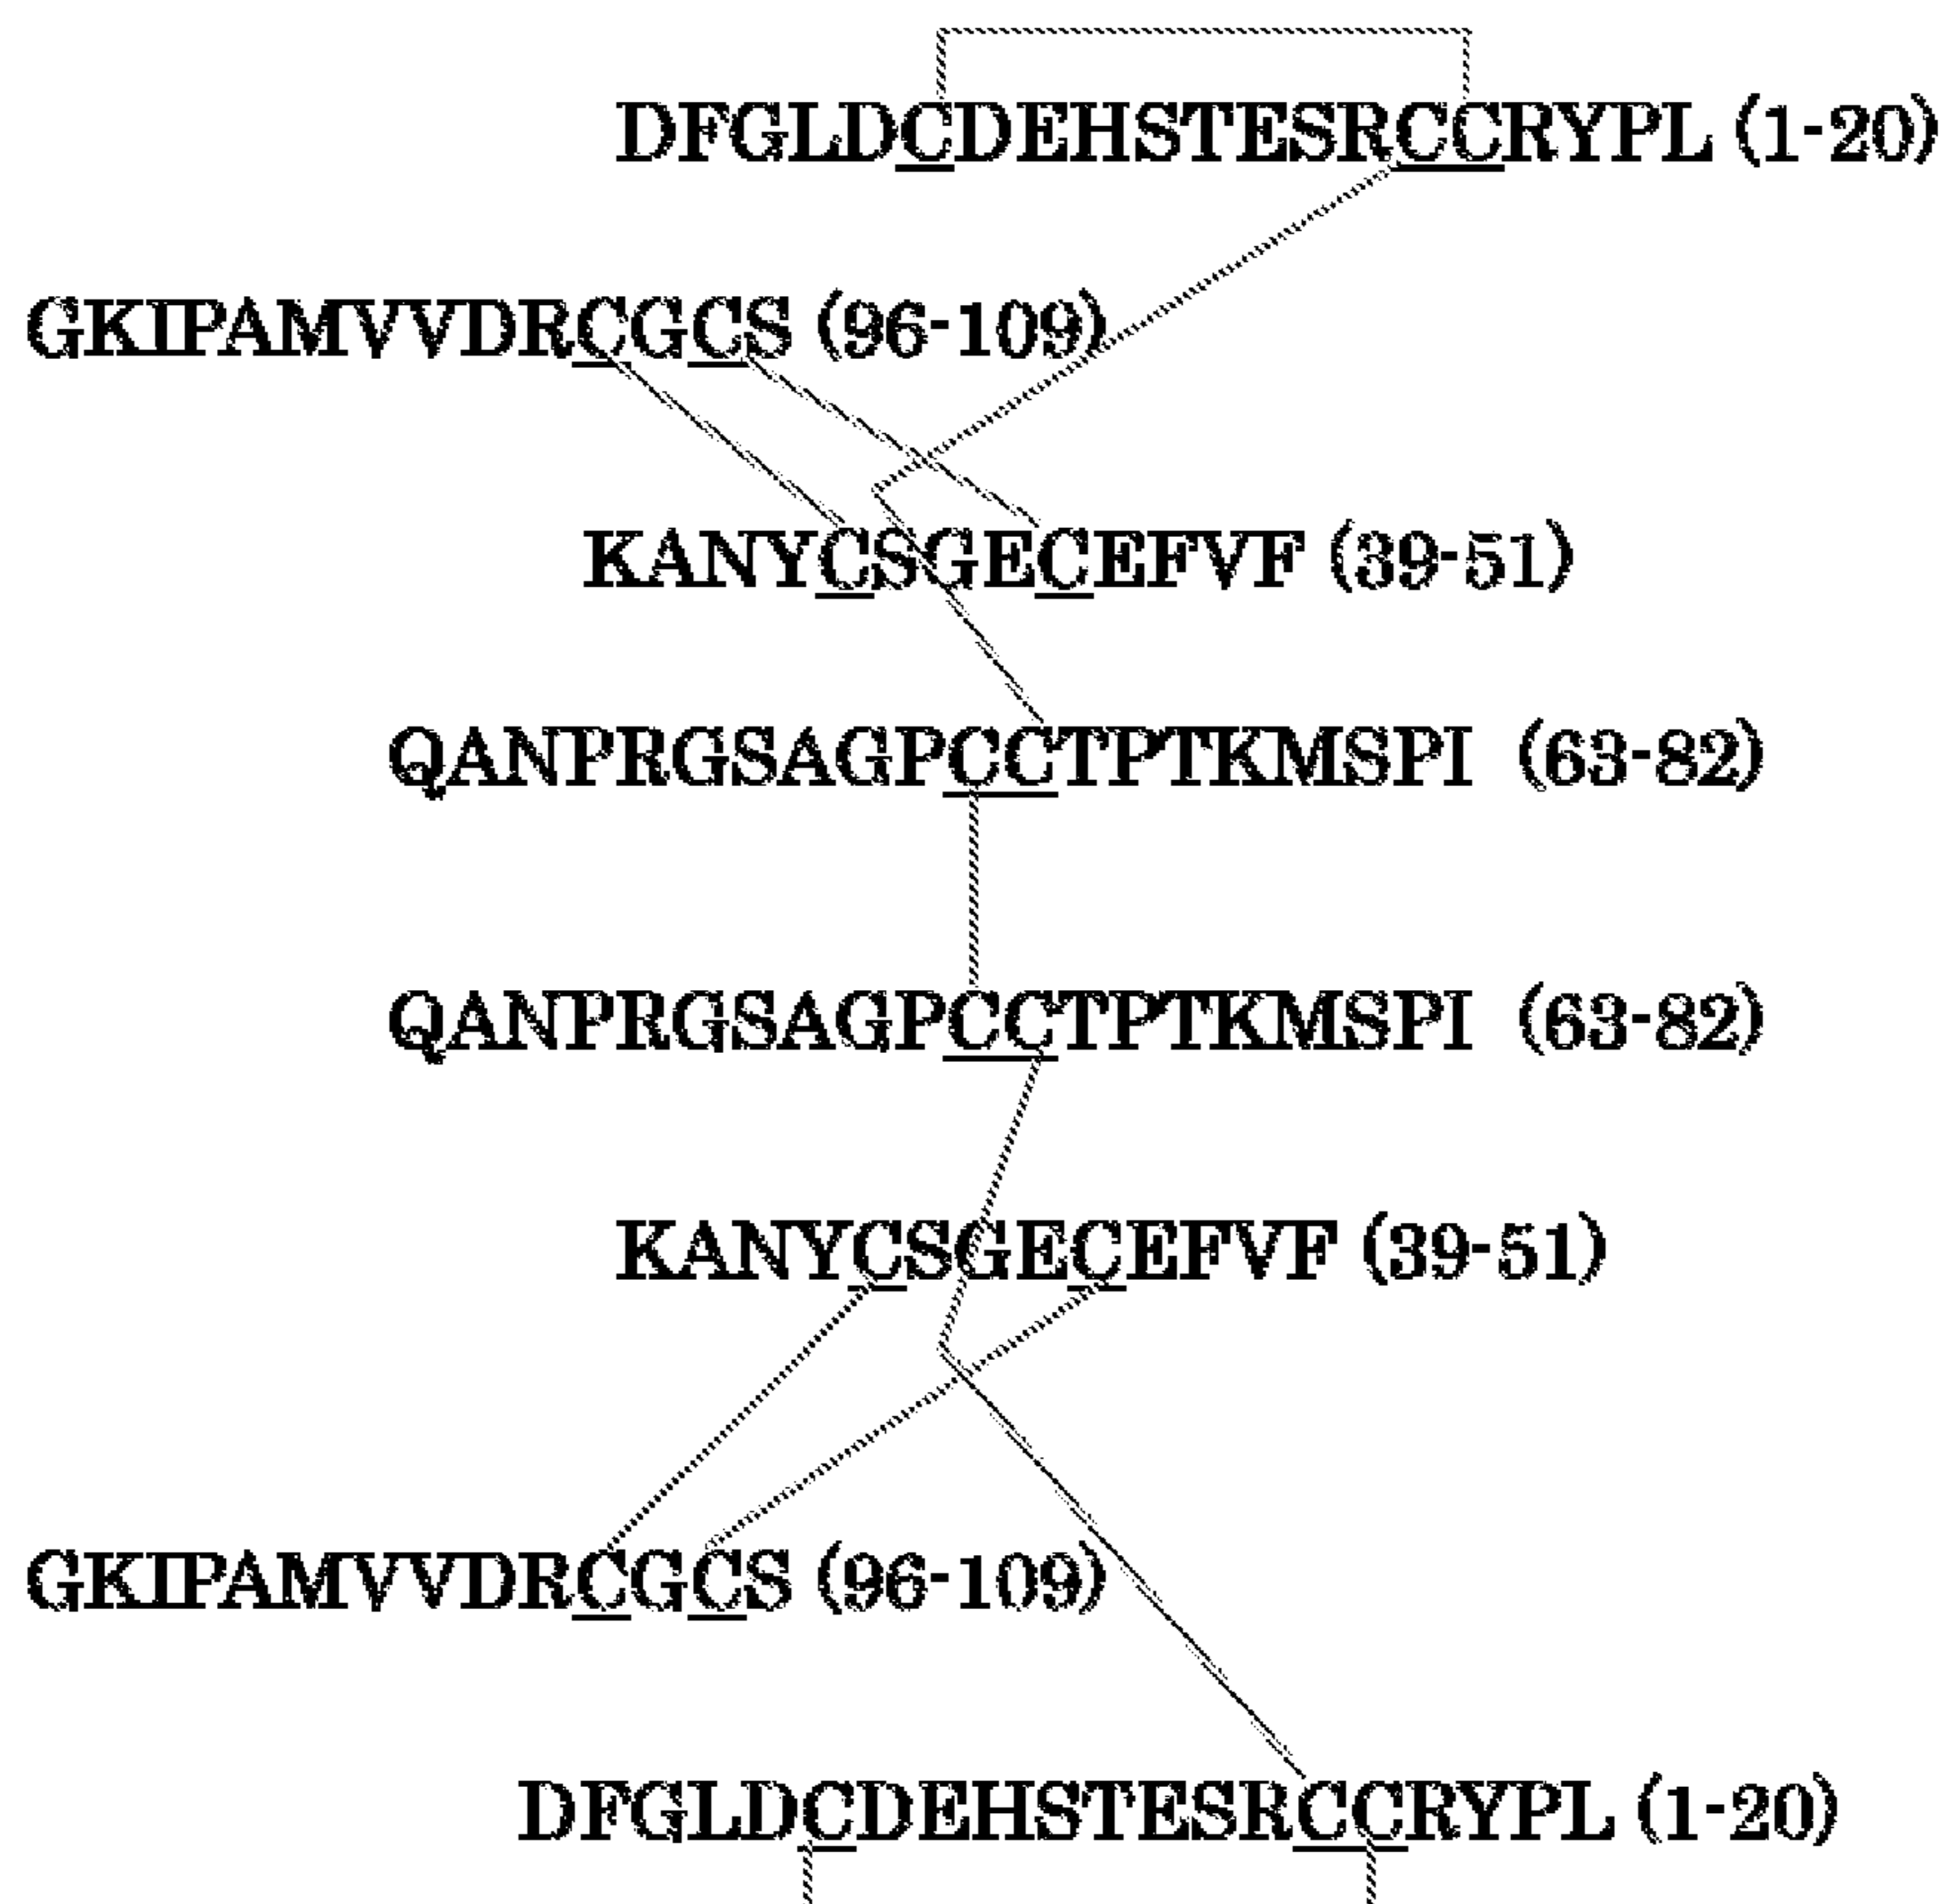 DFGLDCDEHSTESRCCRYPL (1-20)
GKIPAMVVDRCGCS (96-109)
KANYCSGECEFVF (39-51)
QANPRGSAGPCCTPTKMSPI (63-82)
QANPRGSAGPCCTPTKMSPI (63-82)
KANYCSGECEFVF (39-51)
GKIPAMVVDRCGCS (96-109)
DFGLDCDEHSTESRCCRYPL (1-20)